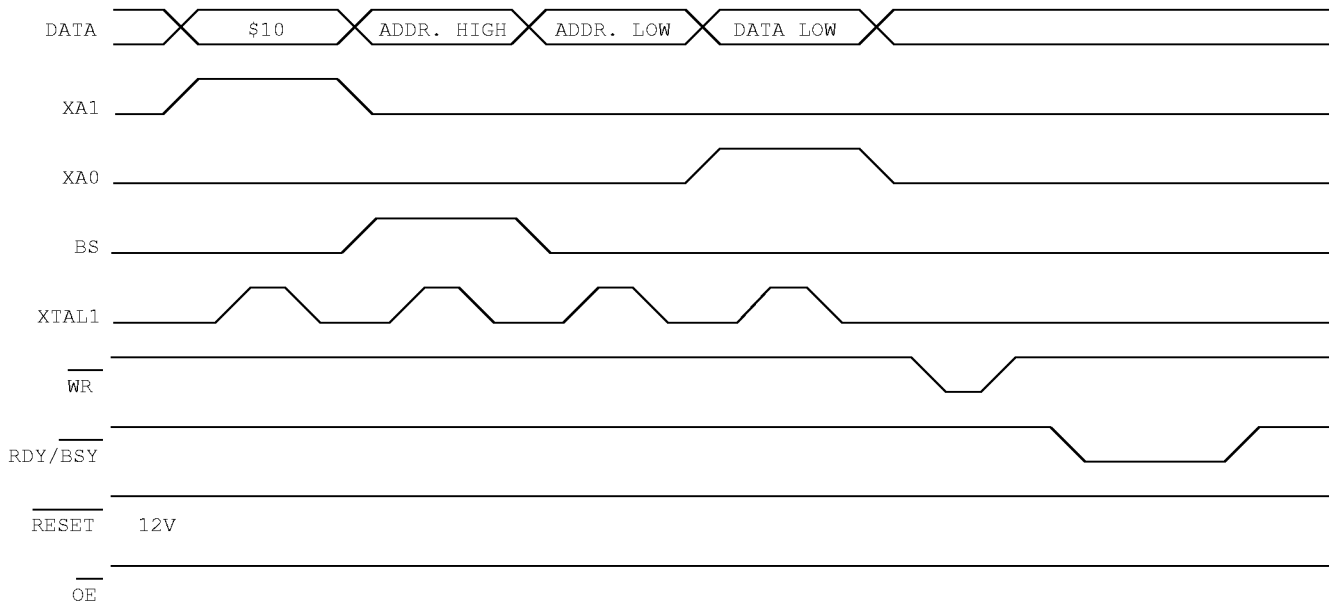 DATA $10 ADDR. HIGH ADDR. LOW DATA LOW
XA1
XA0
BS
XTAL1
WR
RDY/BSY
RESET 12V
OE